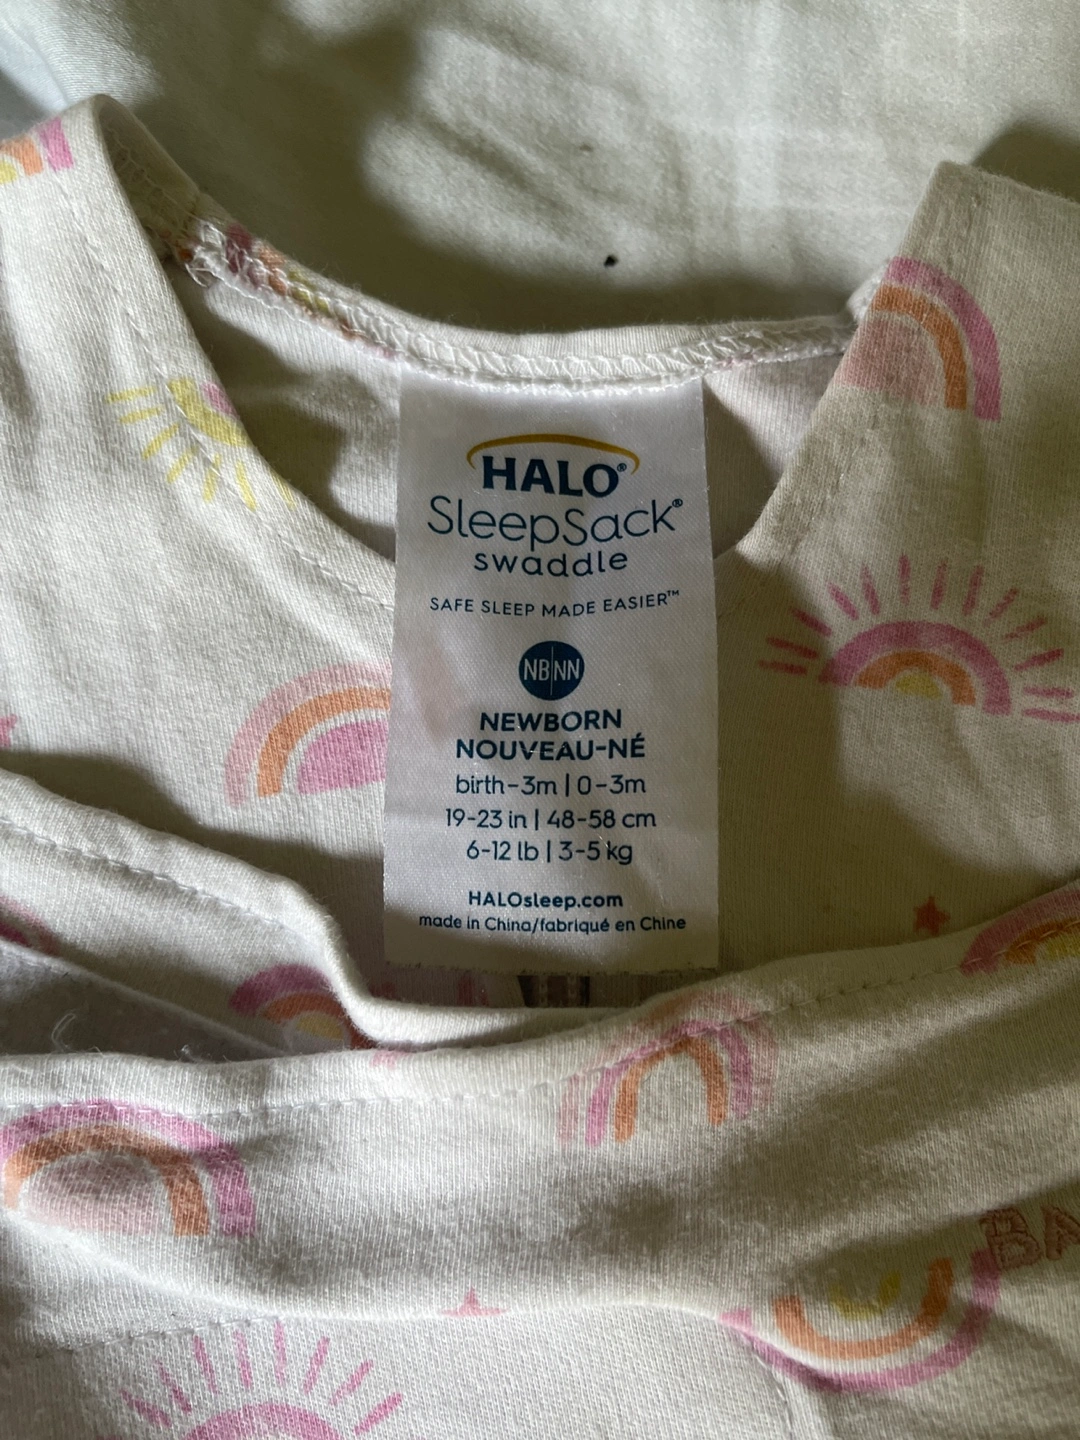 HALO®
SleepSack®
swaddle
SAFE SLEEP MADE EASIER™
NB|NN
NEWBORN
NOUVEAU-NÉ
birth-3m | 0-3m
19-23 in | 48-58 cm
6-12 lb | 3-5 kg
HALOsleep.com
made in China/fabriqué en Chine
BA